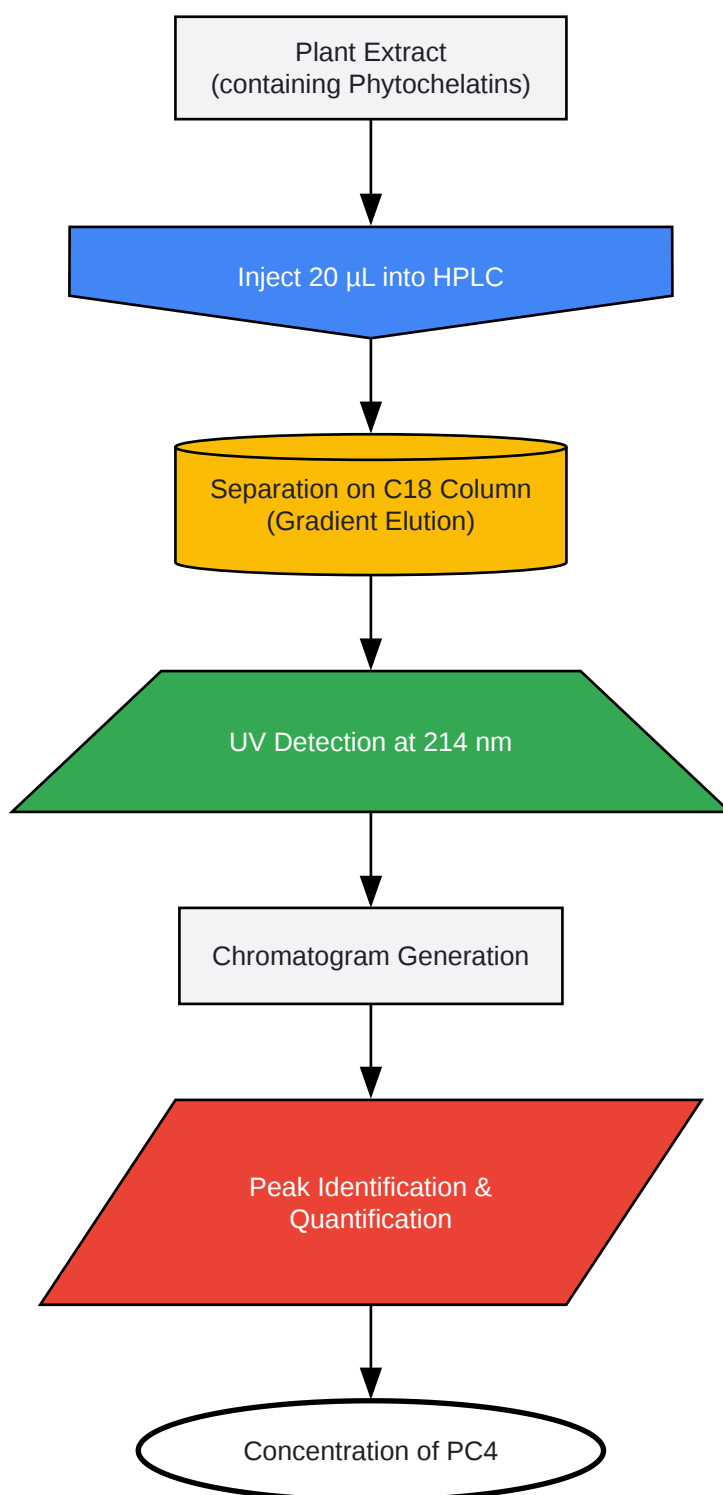 Plant Extract
(containing Phytochelatins)
Inject 20 µL into HPLC
Separation on C18 Column
(Gradient Elution)
UV Detection at 214 nm
Chromatogram Generation
Peak Identification &
Quantification
Concentration of PC4